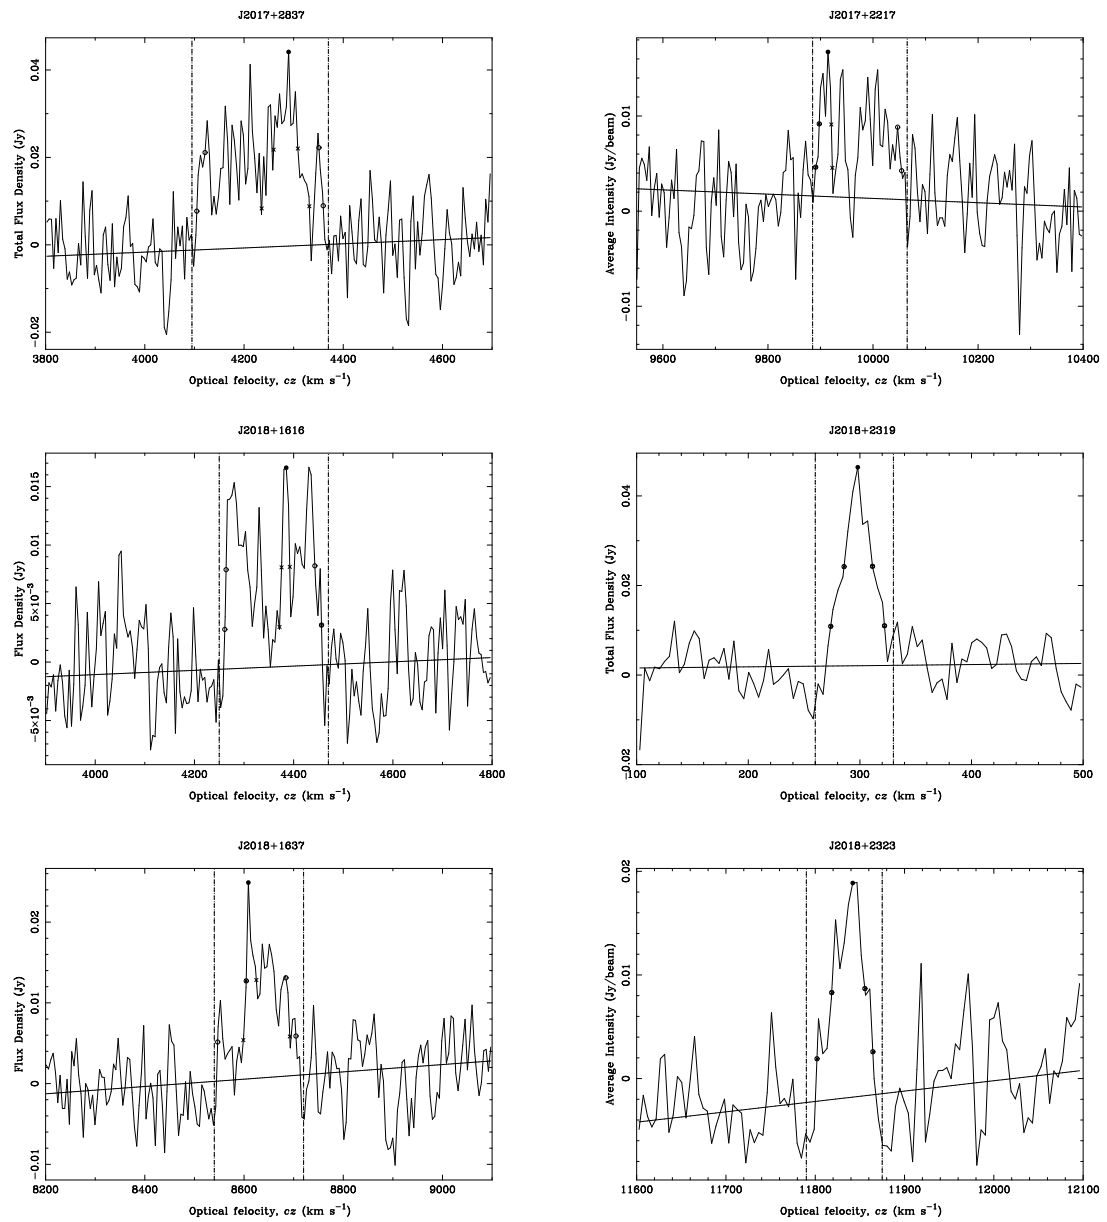 J2017+2837
Total Flux Density (Jy)
0.04
0.02
0
−0.02
3800 4000 4200 4400 4600
Optical felocity, cz (km s⁻¹)
J2017+2217
Average Intensity (Jy/beam)
0.01
0
−0.01
9600 9800 10000 10200 10400
Optical felocity, cz (km s⁻¹)
J2018+1616
Flux Density (Jy)
0.015
0.01
5×10⁻³
0
−5×10⁻³
4000 4200 4400 4600 4800
Optical felocity, cz (km s⁻¹)
J2018+2319
Total Flux Density (Jy)
0.04
0.02
0
0.02
100 200 300 400 500
Optical felocity, cz (km s⁻¹)
J2018+1637
Flux Density (Jy)
0.02
0.01
0
−0.01
8200 8400 8600 8800 9000
Optical felocity, cz (km s⁻¹)
J2018+2323
Average Intensity (Jy/beam)
0.02
0.01
0
11600 11700 11800 11900 12000 12100
Optical felocity, cz (km s⁻¹)